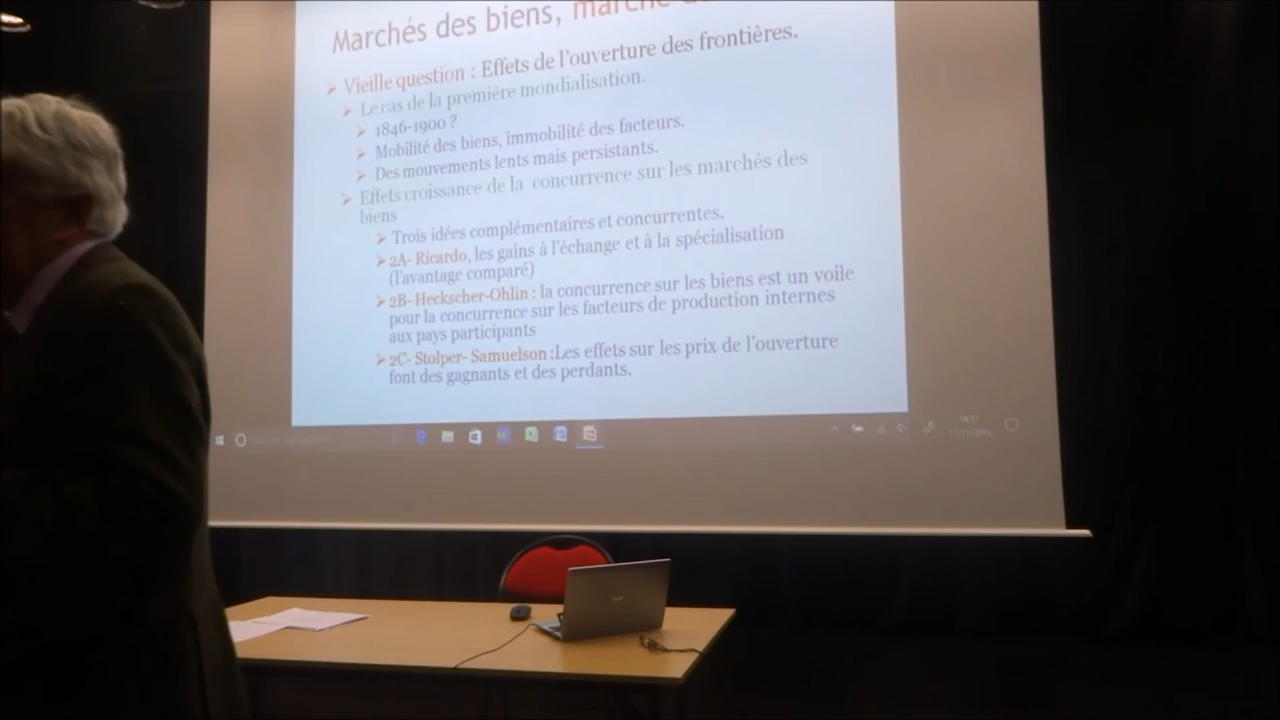 Marchés des biens, marché
Vieille question : Effets de l'ouverture des frontières.
Le cas de la première mondialisation.
1846-1900 ?
Mobilité des biens, immobilité des facteurs.
Des mouvements lents mais persistants.
Effets croissance de la concurrence sur les marchés des
biens
Trois idées complémentaires et concurrentes.
2A- Ricardo, les gains à l'échange et à la spécialisation
(l'avantage comparé)
2B- Heckscher-Ohlin : la concurrence sur les biens est un voile
pour la concurrence sur les facteurs de production internes
aux pays participants
2C- Stolper- Samuelson :Les effets sur les prix de l'ouverture
font des gagnants et des perdants.